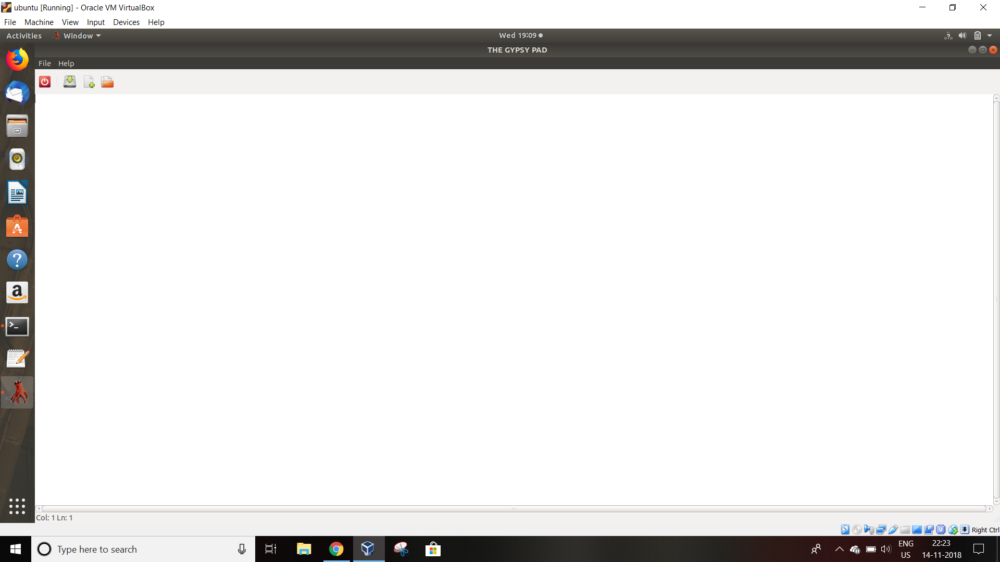 ubuntu [Running] - Oracle VM VirtualBox
File Machine View Input Devices Help
Activities Window Wed 19:09
THE GYPSY PAD
File Help
Col: 1 Ln: 1
Right Ctrl
Type here to search
ENG
US
22:23
14-11-2018